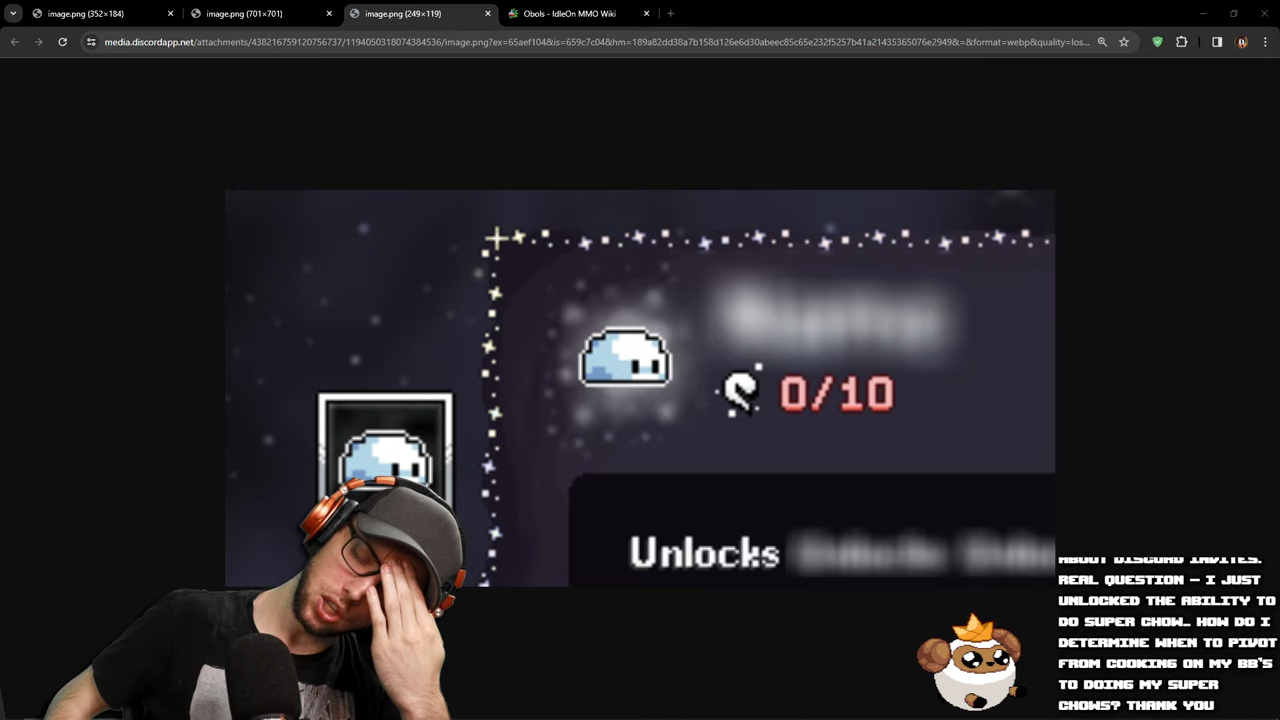 image.png (352×184)
image.png (701×701)
image.png (249×119)
Obols - IdleOn MMO Wiki
media.discordapp.net/attachments/438216759120756737/1194050318074384536/image.png?ex=65aef104&is=659c7c04&hm=189a82dd38a7b158d126e6d30abeec85c65e232f5257b41a21435365076e2949&=&format=webp&quality=los...
0/10
Unlocks
ABOUT DISCORD INVITES.
REAL QUESTION - I JUST
UNLOCKED THE ABILITY TO
DO SUPER CHOW.. HOW DO I
DETERMINE WHEN TO PIVOT
FROM COOKING ON MY BB'S
TO DOING MY SUPER
CHOWS? THANK YOU